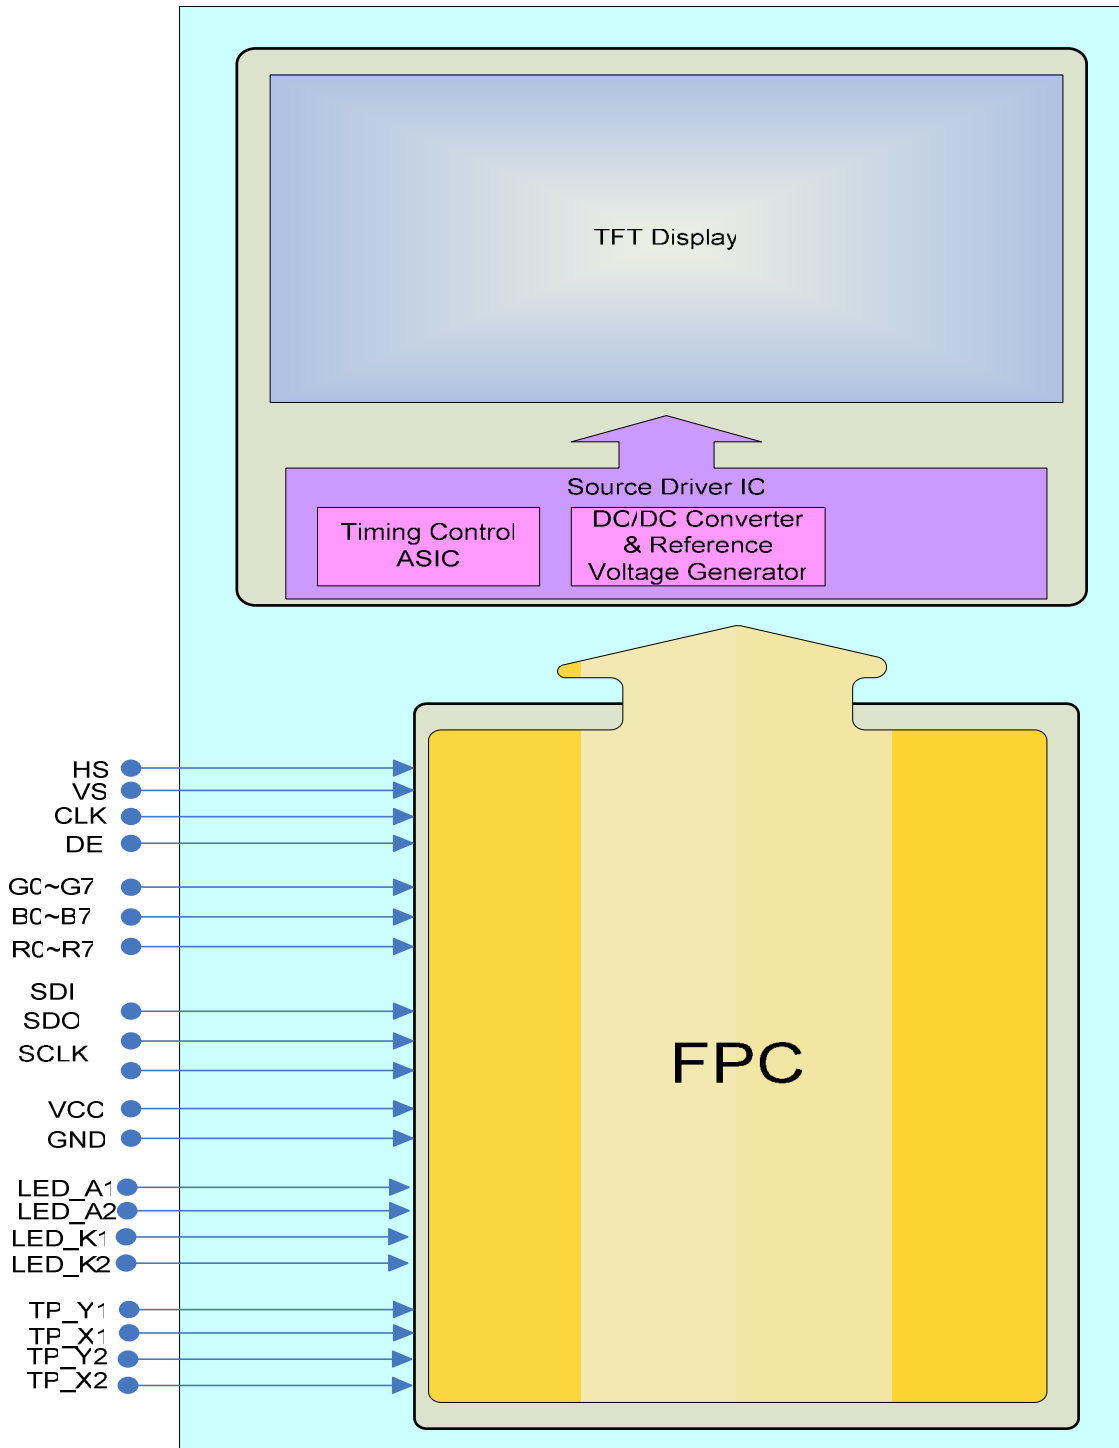 TFT Display
Source Driver IC
Timing Control
ASIC
DC/DC Converter
& Reference
Voltage Generator
HS
VS
CLK
DE
G0~G7
B0~B7
R0~R7
SDI
SDO
SCLK
VCC
GND
LED_A1
LED_A2
LED_K1
LED_K2
TP_Y1
TP_X1
TP_Y2
TP_X2
FPC